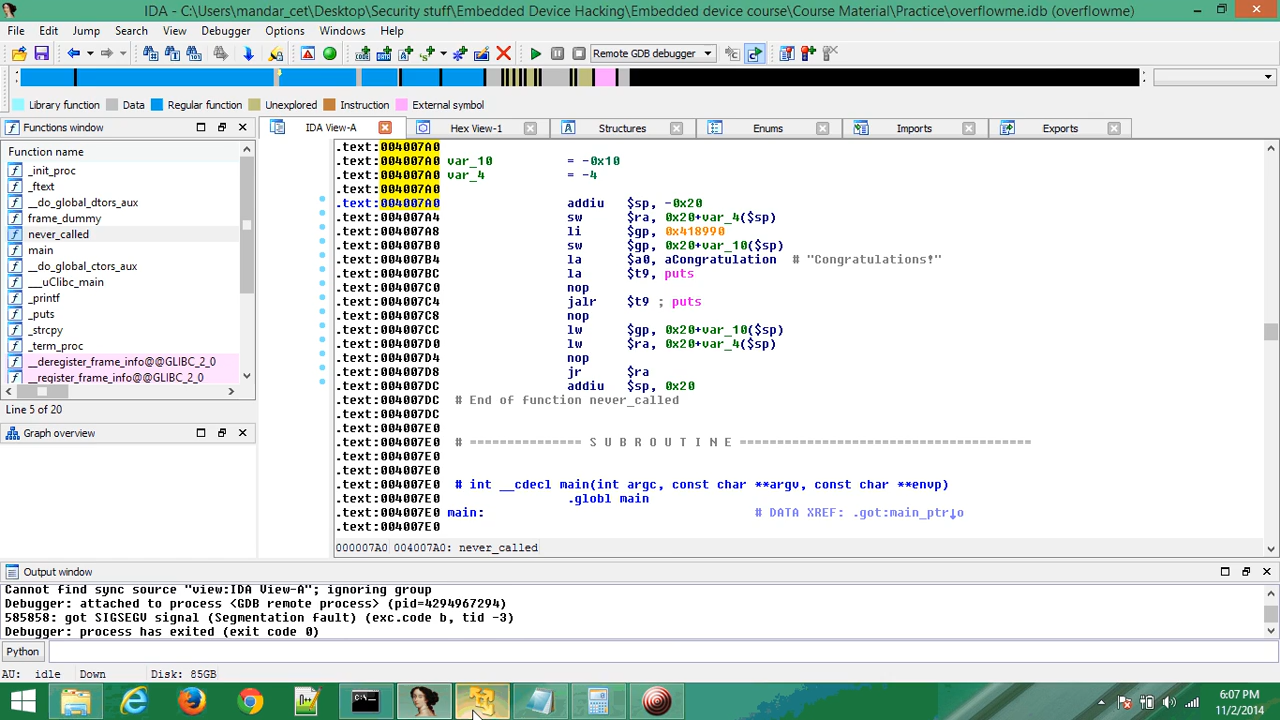 IDA - C:\Users\mandar_cet\Desktop\Security stuff\Embedded Device Hacking\Embedded device course\Course Material\Practice\overflowme.idb (overflowme)
File Edit Jump Search View Debugger Options Windows Help
Remote GDB debugger
Library function Data Regular function Unexplored Instruction External symbol
Functions window
IDA View-A Hex View-1 Structures Enums Imports Exports
Function name
_init_proc
_ftext
__do_global_dtors_aux
frame_dummy
never_called
main
__do_global_ctors_aux
___uClibc_main
_printf
_puts
_strcpy
_term_proc
__deregister_frame_info@@GLIBC_2_0
__register_frame_info@@GLIBC_2_0
Line 5 of 20
Graph overview
.text:004007A0
.text:004007A0 var_10 = -0x10
.text:004007A0 var_4 = -4
.text:004007A0
.text:004007A0 addiu $sp, -0x20
.text:004007A4 sw $ra, 0x20+var_4($sp)
.text:004007A8 li $gp, 0x418990
.text:004007B0 sw $gp, 0x20+var_10($sp)
.text:004007B4 la $a0, aCongratulation # "Congratulations!"
.text:004007BC la $t9, puts
.text:004007C0 nop
.text:004007C4 jalr $t9 ; puts
.text:004007C8 nop
.text:004007CC lw $gp, 0x20+var_10($sp)
.text:004007D0 lw $ra, 0x20+var_4($sp)
.text:004007D4 nop
.text:004007D8 jr $ra
.text:004007DC addiu $sp, 0x20
.text:004007DC # End of function never_called
.text:004007DC
.text:004007E0
.text:004007E0 # =============== S U B R O U T I N E =======================================
.text:004007E0
.text:004007E0
.text:004007E0 # int __cdecl main(int argc, const char **argv, const char **envp)
.text:004007E0 .globl main
.text:004007E0 main: # DATA XREF: .got:main_ptr↓o
.text:004007E0
000007A0 004007A0: never_called
Output window
Cannot find sync source "view:IDA View-A"; ignoring group
Debugger: attached to process <GDB remote process> (pid=4294967294)
585858: got SIGSEGV signal (Segmentation fault) (exc.code b, tid -3)
Debugger: process has exited (exit code 0)
Python
AU: idle Down Disk: 85GB
6:07 PM
11/2/2014